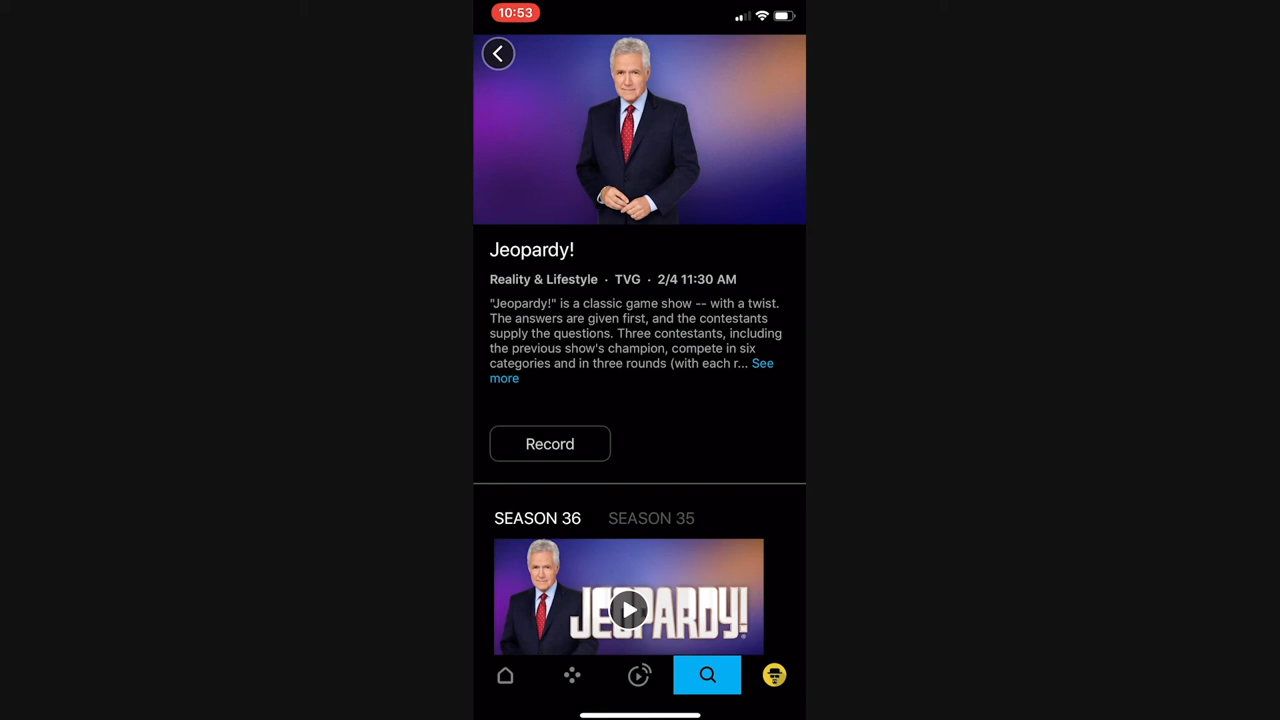 10:53
Jeopardy!
Reality & Lifestyle · TVG · 2/4 11:30 AM
"Jeopardy!" is a classic game show -- with a twist.
The answers are given first, and the contestants
supply the questions. Three contestants, including
the previous show's champion, compete in six
categories and in three rounds (with each r... See
more
Record
SEASON 36 SEASON 35
JEOPARDY!